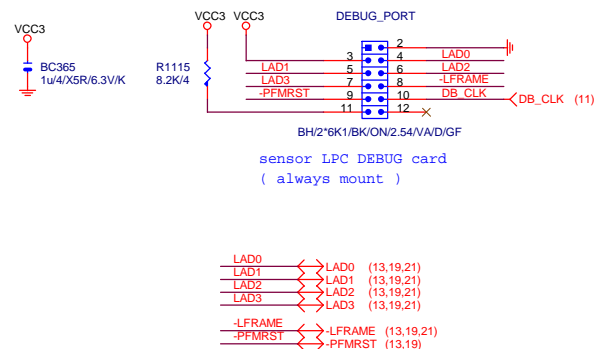 VCC3 VCC3 DEBUG_PORT
VCC3
2
3 4 LAD0
BC365 R1115 LAD1 5 6 LAD2
1u/4/X5R/6.3V/K 8.2K/4 LAD3 7 8 -LFRAME
-PFMRST 9 10 DB_CLK DB_CLK (11)
11 12
BH/2*6K1/BK/ON/2.54/VA/D/GF
sensor LPC DEBUG card
( always mount )
LAD0 LAD0 (13,19,21)
LAD1 LAD1 (13,19,21)
LAD2 LAD2 (13,19,21)
LAD3 LAD3 (13,19,21)
-LFRAME -LFRAME (13,19,21)
-PFMRST -PFMRST (13,19)